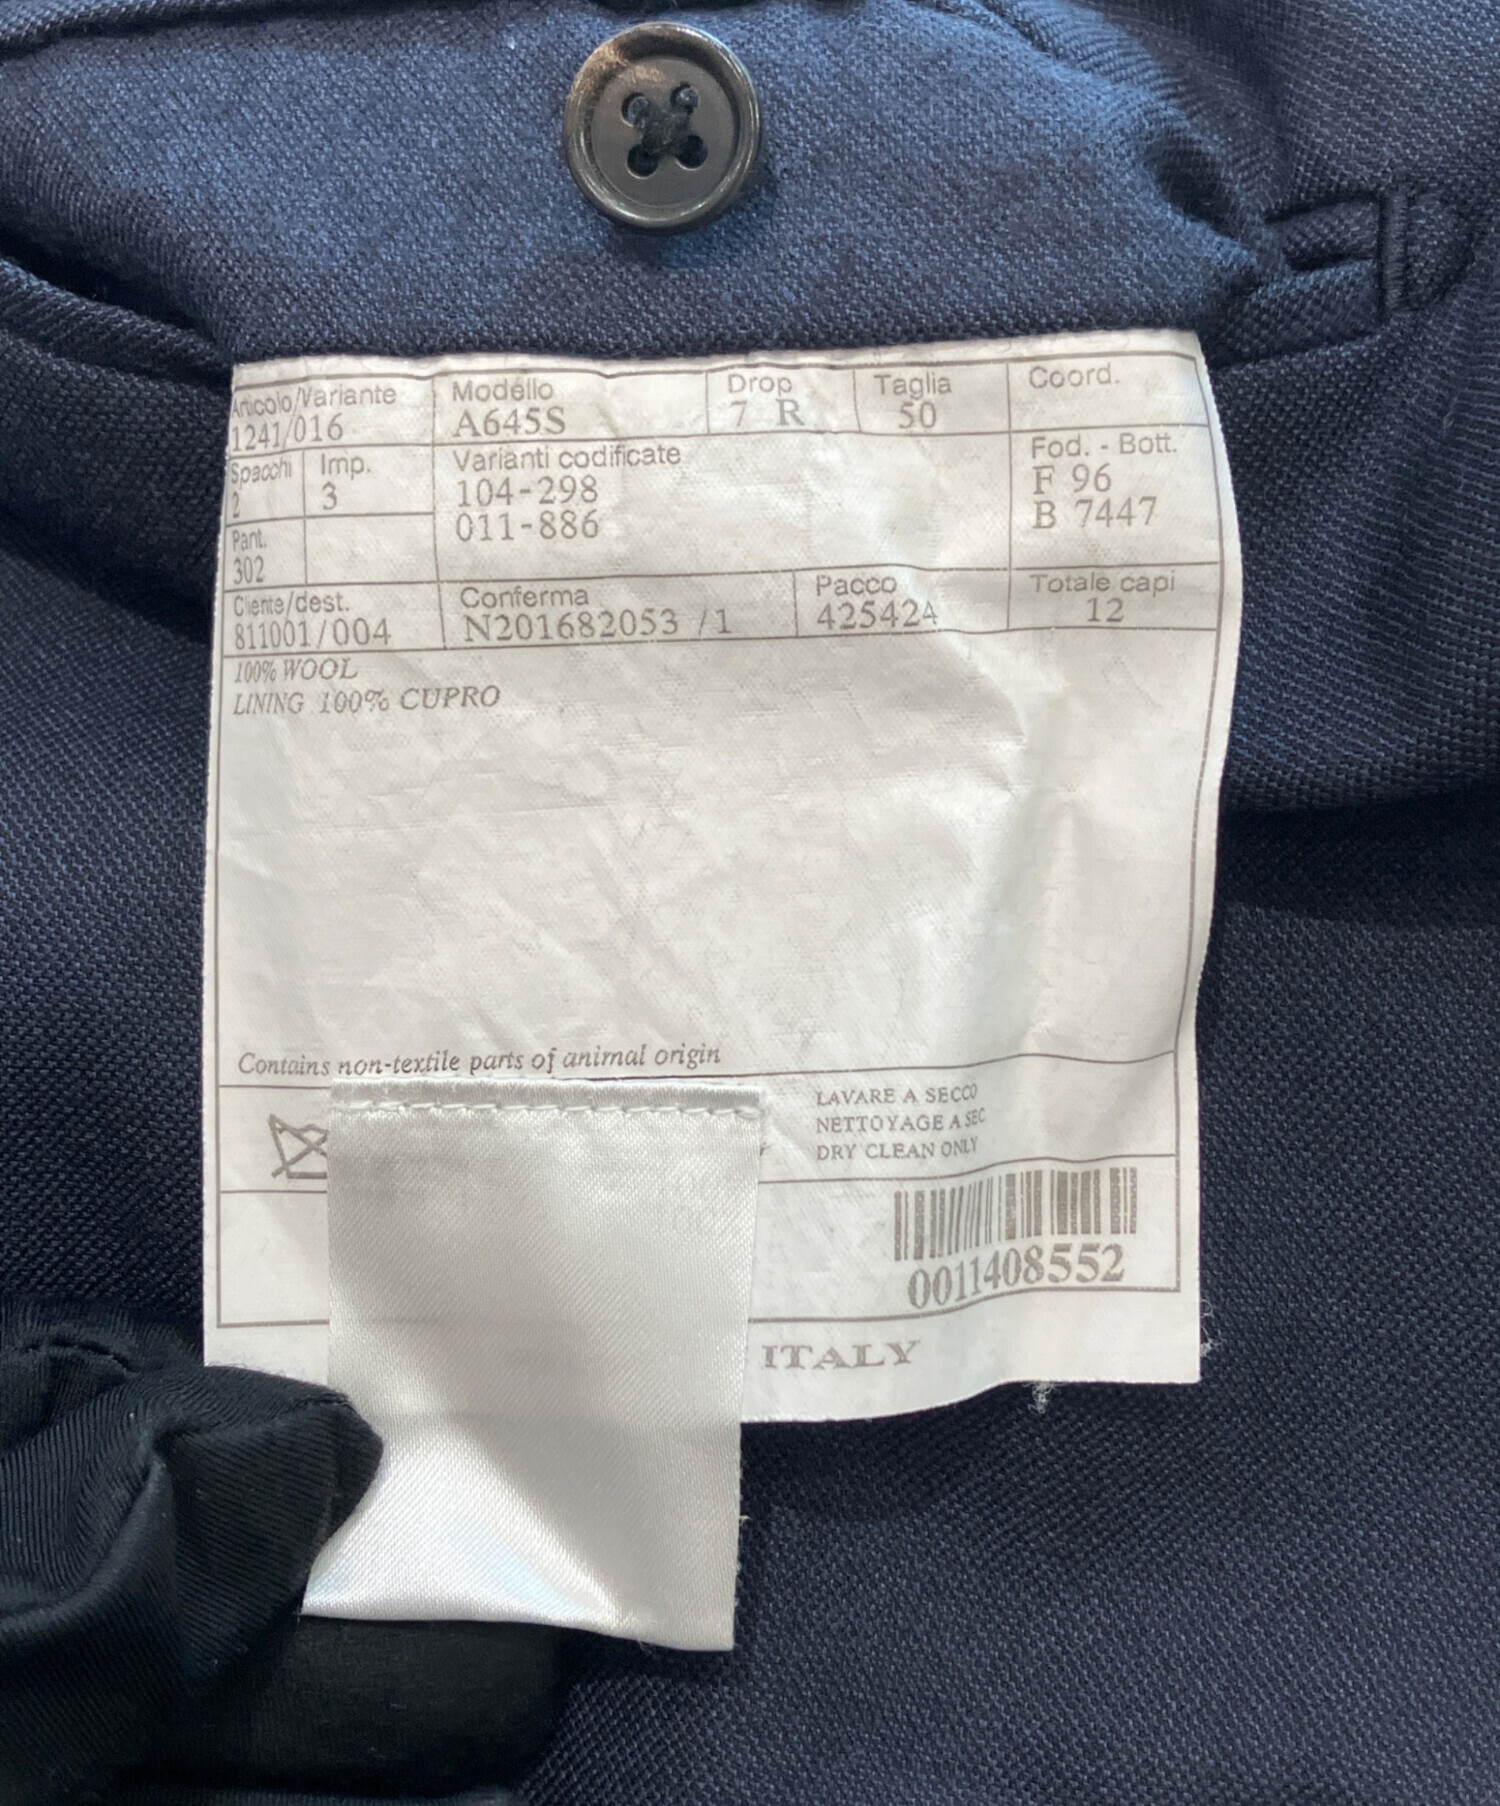 Articolo/Variante Modello Drop Taglia Coord.
1241/016 A645S 7 R 50
Spacchi Imp. Varianti codificate Fod. - Bott.
2 3 104-298 F 96
011-886 B 7447
Pant.
302
Cliente/dest. Conferma Pacco Totale capi
811001/004 N201682053 /1 425424 12
100% WOOL
LINING 100% CUPRO
Contains non-textile parts of animal origin
LAVARE A SECCO
NETTOYAGE A SEC
DRY CLEAN ONLY
0011408552
ITALY